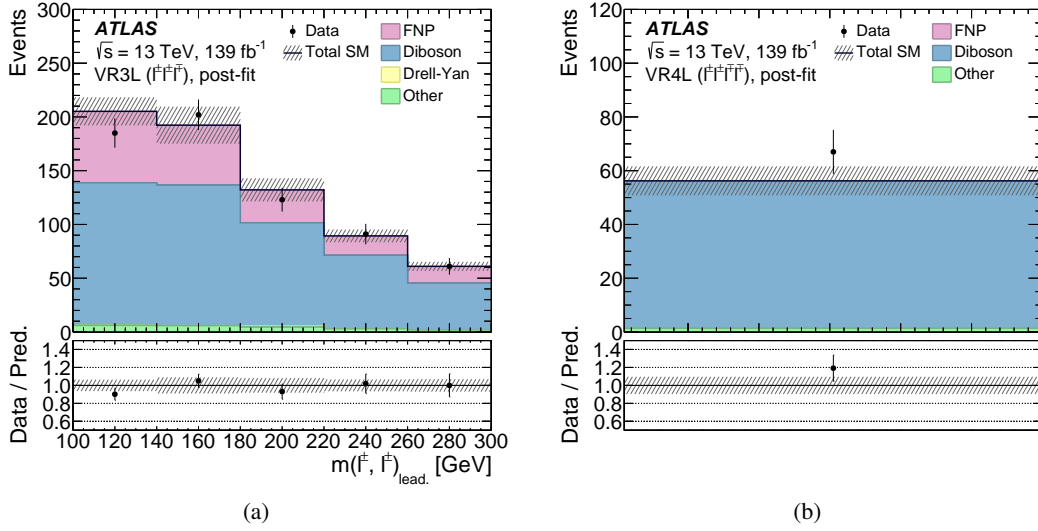 Events
300
250
200
150
100
50
0
ATLAS
√s = 13 TeV, 139 fb⁻¹
VR3L (l±l±l∓), post-fit
Data
Total SM
FNP
Diboson
Drell-Yan
Other
Data / Pred.
1.4
1.2
1.0
0.8
0.6
100 120 140 160 180 200 220 240 260 280 300
m(l±, l±)lead. [GeV]
(a)
Events
120
100
80
60
40
20
0
ATLAS
√s = 13 TeV, 139 fb⁻¹
VR4L (l±l±l∓l∓), post-fit
Data
Total SM
FNP
Diboson
Other
Data / Pred.
1.4
1.2
1.0
0.8
0.6
(b)